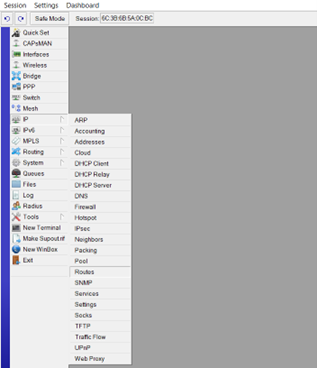 Session Settings Dashboard
Safe Mode Session: 6C:3B:6B:5A:0C:BC
Quick Set
CAPsMAN
Interfaces
Wireless
Bridge
PPP
Switch
Mesh
IP
IPv6
MPLS
Routing
System
Queues
Files
Log
Radius
Tools
New Terminal
Make Supout.rif
New WinBox
Exit
ARP
Accounting
Addresses
Cloud
DHCP Client
DHCP Relay
DHCP Server
DNS
Firewall
Hotspot
IPsec
Neighbors
Packing
Pool
Routes
SNMP
Services
Settings
Socks
TFTP
Traffic Flow
UPnP
Web Proxy